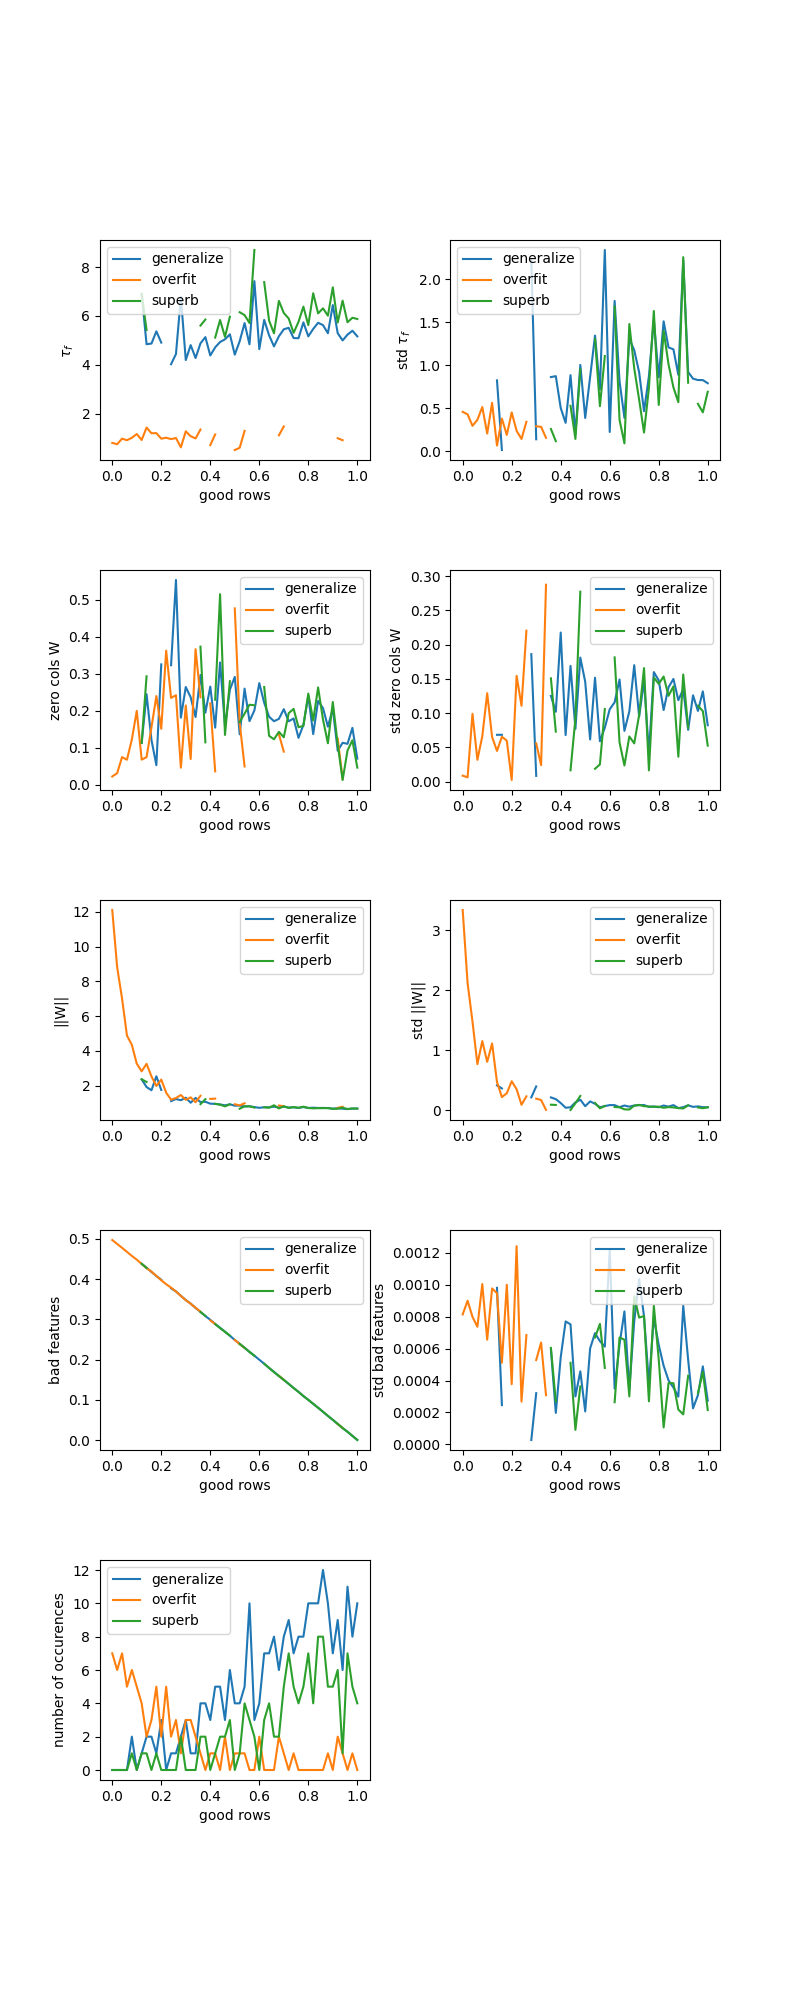 generalize
overfit
superb
8
6
4
2
τf
0.0 0.2 0.4 0.6 0.8 1.0
good rows
generalize
overfit
superb
2.0
1.5
1.0
0.5
0.0
std τf
0.0 0.2 0.4 0.6 0.8 1.0
good rows
generalize
overfit
superb
0.5
0.4
0.3
0.2
0.1
0.0
zero cols W
0.0 0.2 0.4 0.6 0.8 1.0
good rows
generalize
overfit
superb
0.30
0.25
0.20
0.15
0.10
0.05
0.00
std zero cols W
0.0 0.2 0.4 0.6 0.8 1.0
good rows
generalize
overfit
superb
12
10
8
6
4
2
||W||
0.0 0.2 0.4 0.6 0.8 1.0
good rows
generalize
overfit
superb
3
2
1
0
std ||W||
0.0 0.2 0.4 0.6 0.8 1.0
good rows
generalize
overfit
superb
0.5
0.4
0.3
0.2
0.1
0.0
bad features
0.0 0.2 0.4 0.6 0.8 1.0
good rows
generalize
overfit
superb
0.0012
0.0010
0.0008
0.0006
0.0004
0.0002
0.0000
std bad features
0.0 0.2 0.4 0.6 0.8 1.0
good rows
generalize
overfit
superb
12
10
8
6
4
2
0
number of occurences
0.0 0.2 0.4 0.6 0.8 1.0
good rows